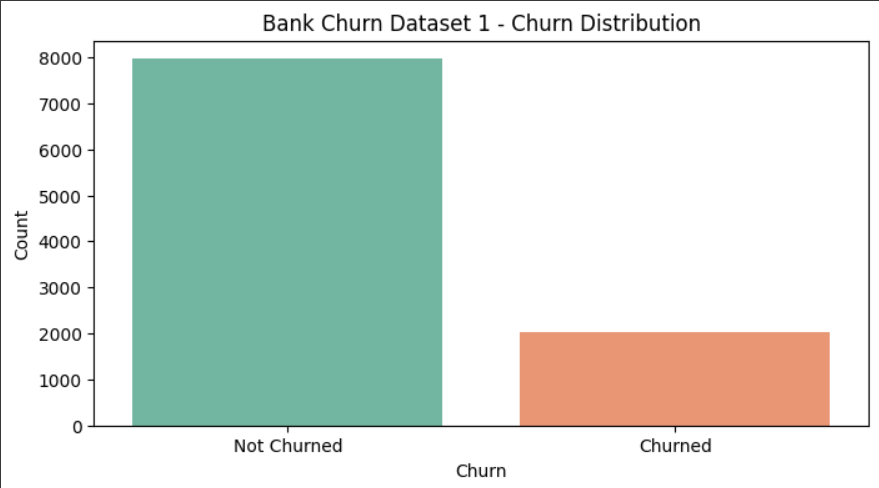 Bank Churn Dataset 1 - Churn Distribution
8000
7000
6000
5000
4000
3000
2000
1000
0
Count
Not Churned
Churned
Churn